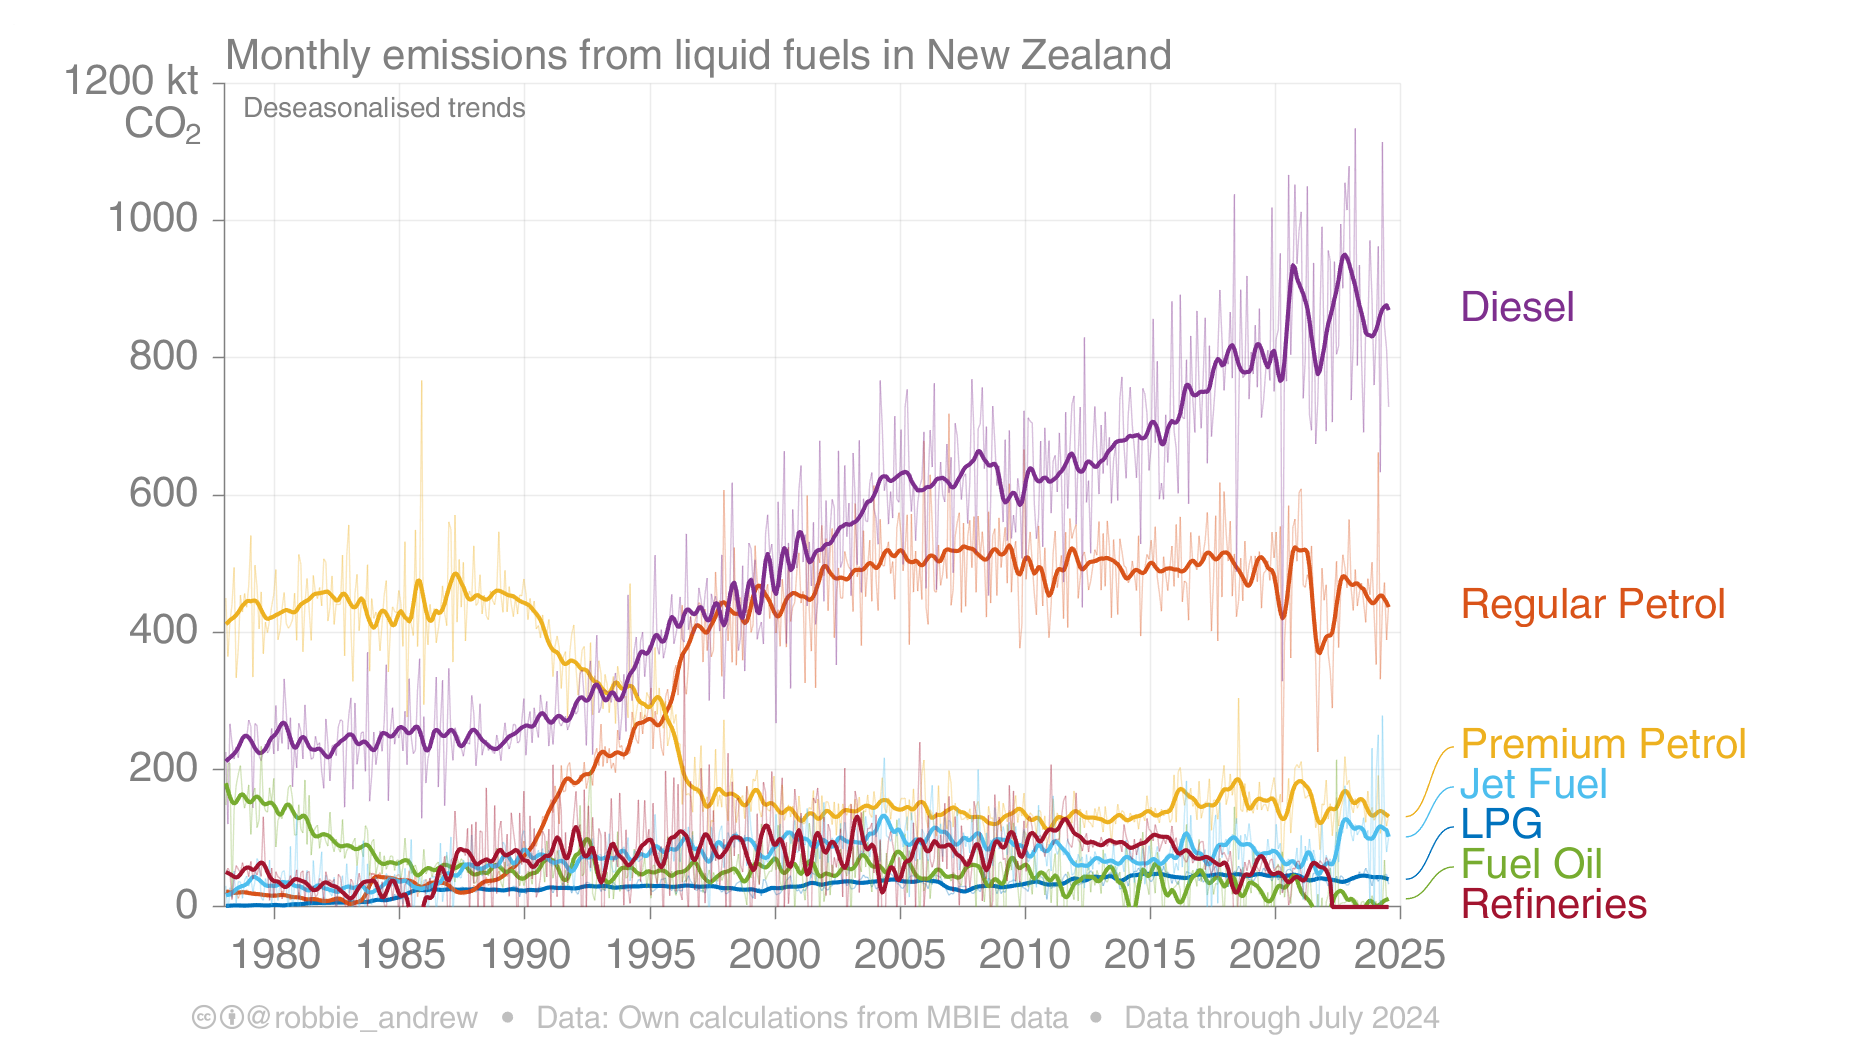 Monthly emissions from liquid fuels in New Zealand
1200 kt
CO₂
Deseasonalised trends
1000
800
600
400
200
0
Diesel
Regular Petrol
Premium Petrol
Jet Fuel
LPG
Fuel Oil
Refineries
1980 1985 1990 1995 2000 2005 2010 2015 2020 2025
cc @robbie_andrew • Data: Own calculations from MBIE data • Data through July 2024